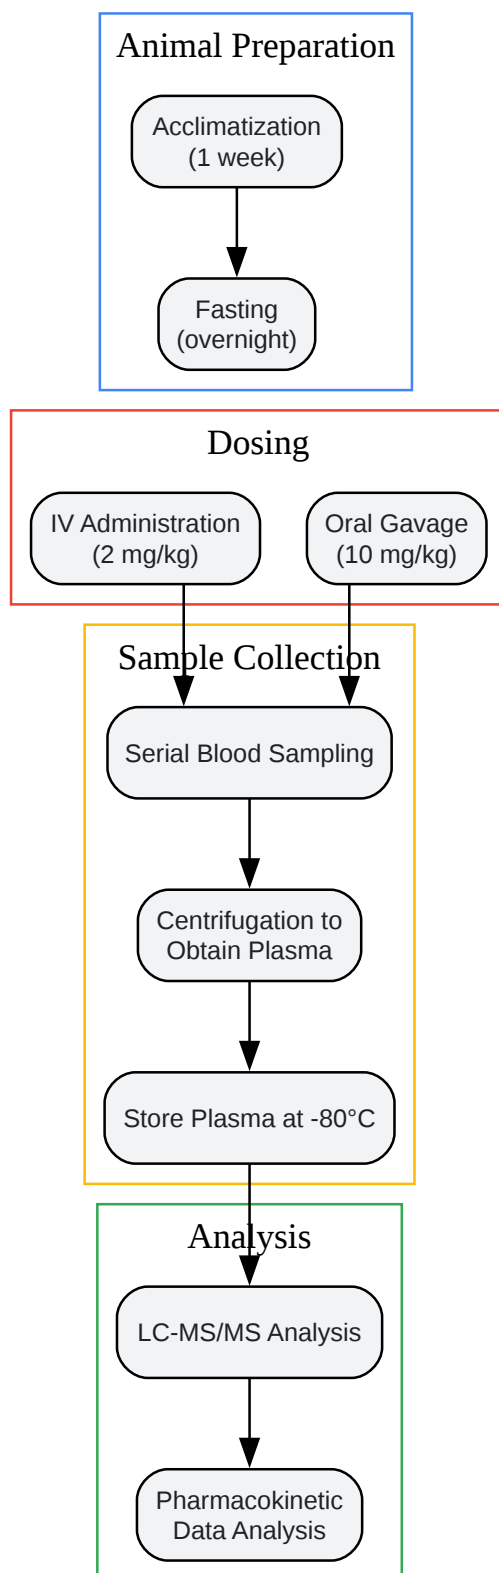 Animal Preparation
Acclimatization
(1 week)
Fasting
(overnight)
Dosing
IV Administration
(2 mg/kg)
Oral Gavage
(10 mg/kg)
Sample Collection
Serial Blood Sampling
Centrifugation to
Obtain Plasma
Store Plasma at -80°C
Analysis
LC-MS/MS Analysis
Pharmacokinetic
Data Analysis